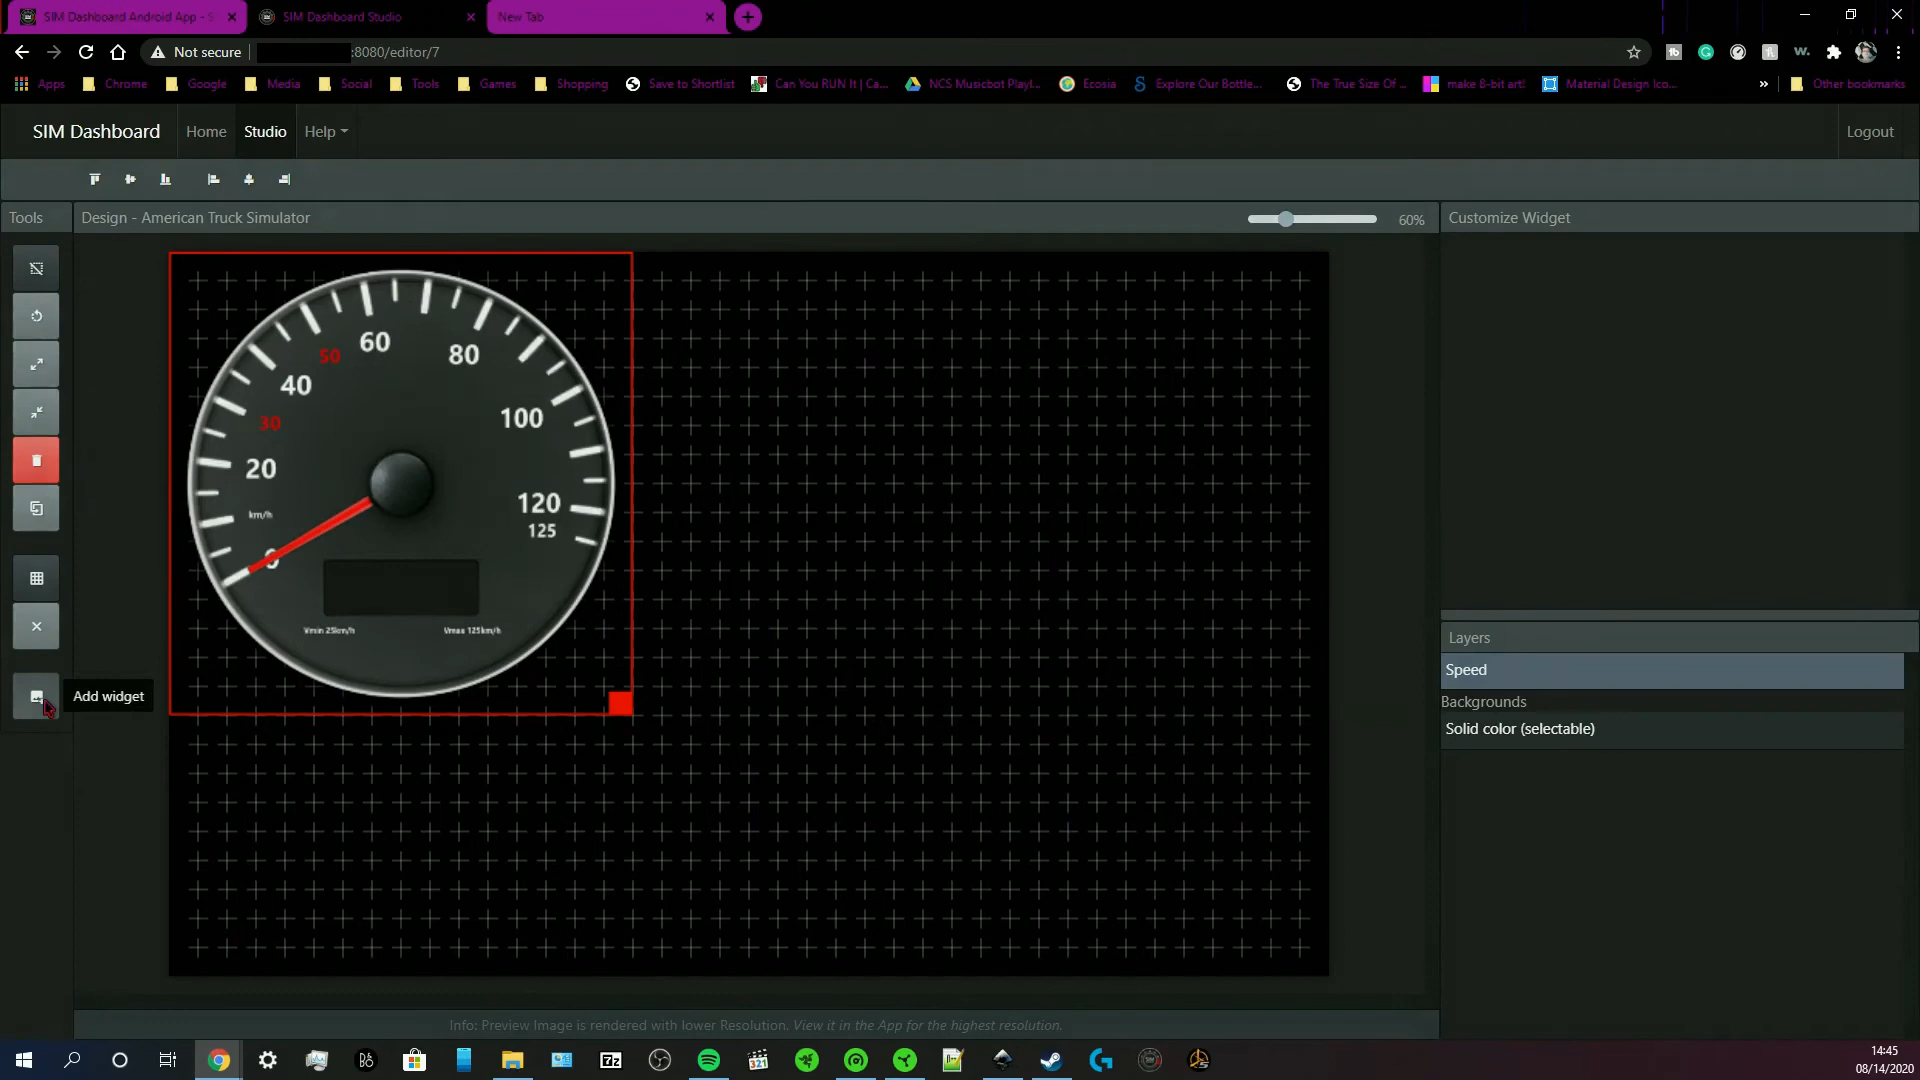 SIM Dashboard Android App - S
SIM Dashboard Studio
New Tab
Not secure
:8080/editor/7
Apps
Chrome
Google
Media
Social
Tools
Games
Shopping
Save to Shortlist
Can You RUN It | Ca...
NCS Musicbot Playl...
Ecosia
Explore Our Bottle...
The True Size Of ...
make 8-bit art!
Material Design Ico...
»
Other bookmarks
SIM Dashboard
Home
Studio
Help
Logout
Tools
Design - American Truck Simulator
60%
Customize Widget
60
50
80
40
100
30
20
120
km/h
125
0
Vmin 25km/h
Vmax 125km/h
Add widget
Layers
Speed
Backgrounds
Solid color (selectable)
Info: Preview Image is rendered with lower Resolution. View it in the App for the highest resolution.
7z
321
14:45
08/14/2020